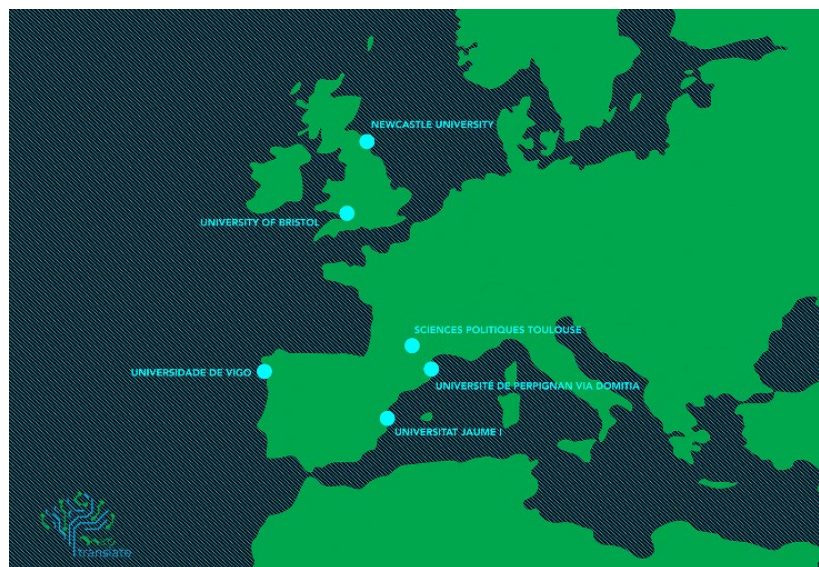 NEWCASTLE UNIVERSITY
UNIVERSITY OF BRISTOL
SCIENCES POLITIQUES TOULOUSE
UNIVERSIDADE DE VIGO
UNIVERSITÉ DE PERPIGNAN VIA DOMITIA
UNIVERSITAT JAUME I
translate